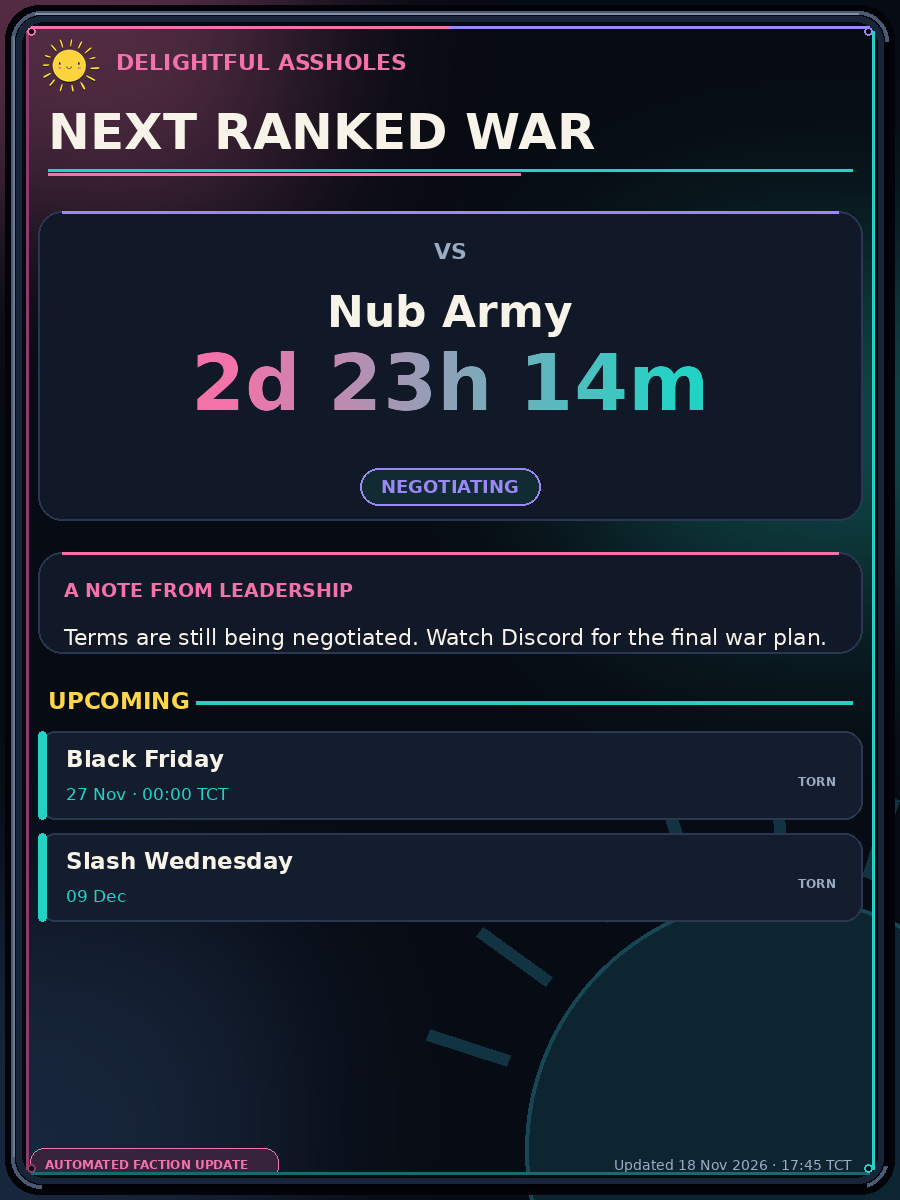 DELIGHTFUL ASSHOLES
NEXT RANKED WAR
VS
Nub Army
2d 23h 14m
NEGOTIATING
A NOTE FROM LEADERSHIP
Terms are still being negotiated. Watch Discord for the final war plan.
UPCOMING
Black Friday
27 Nov · 00:00 TCT
TORN
Slash Wednesday
09 Dec
TORN
AUTOMATED FACTION UPDATE
Updated 18 Nov 2026 · 17:45 TCT